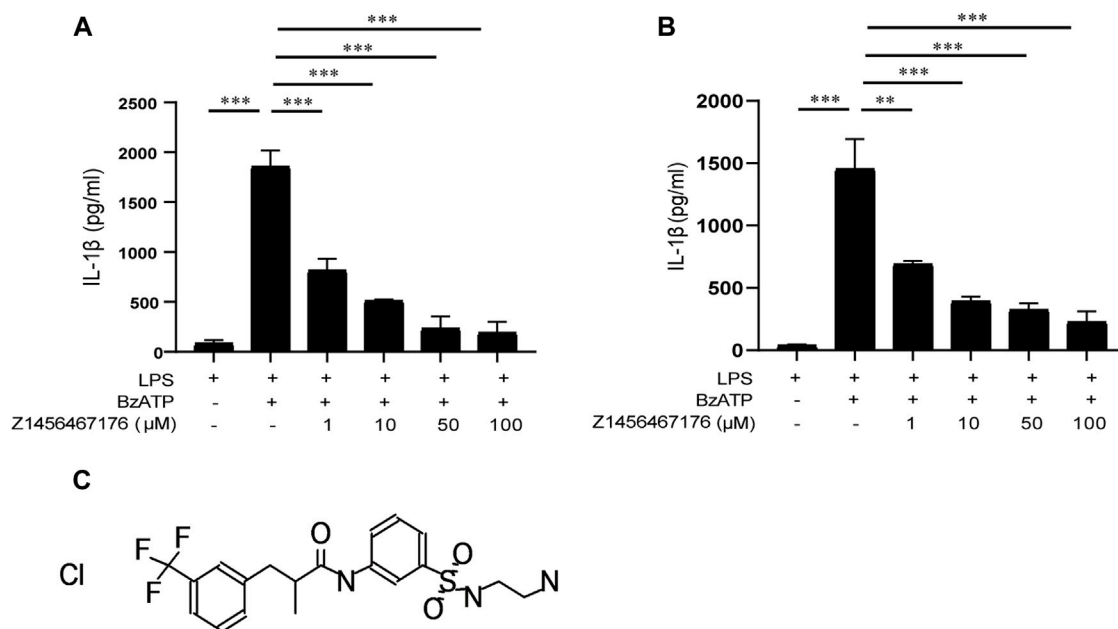 A
***
***
***
*** ***
2500
2000
1500
1000
500
0
IL-1β (pg/ml)
LPS + + + + + +
BzATP - + + + + +
Z1456467176 (μM) - - 1 10 50 100
B
***
***
***
*** **
2000
1500
1000
500
0
IL-1β (pg/ml)
LPS + + + + + +
BzATP - + + + + +
Z1456467176 (μM) - - 1 10 50 100
C
F
F
F
Cl
O
N
O
S
O
N
N